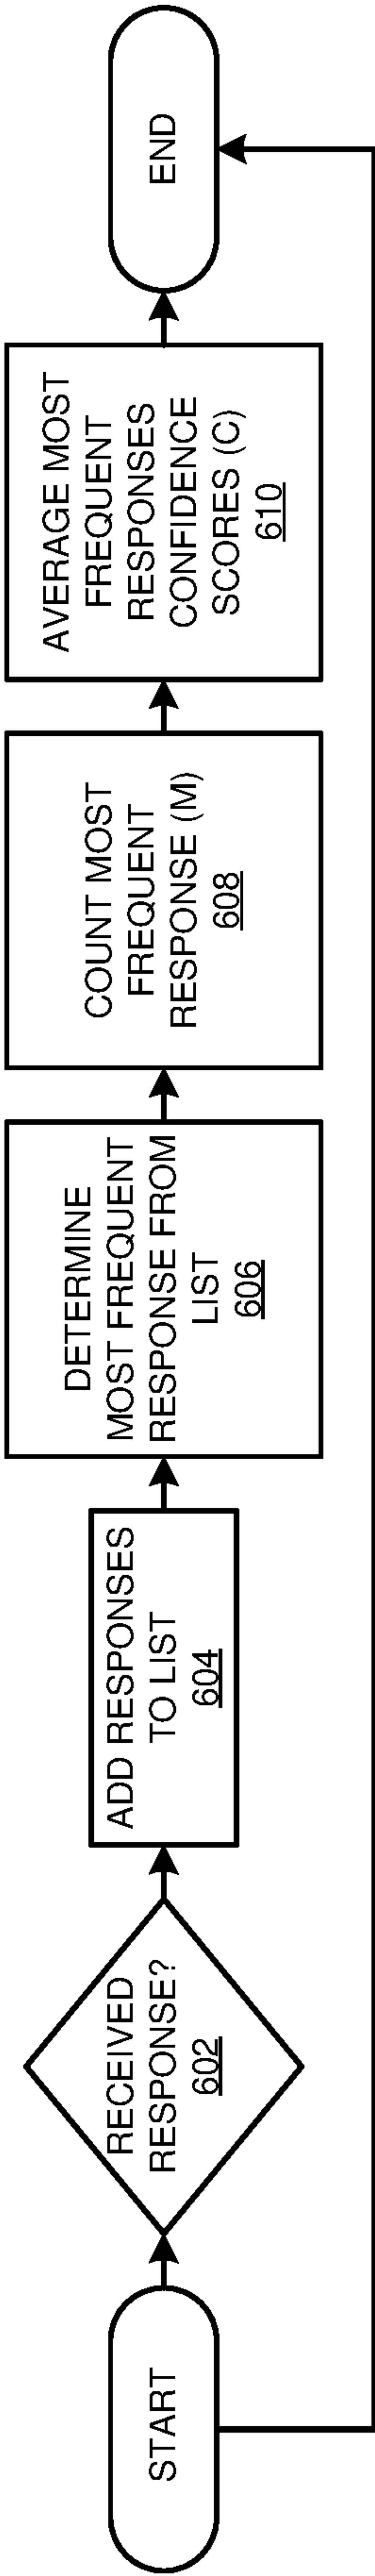 START
RECEIVED
RESPONSE?
602
ADD RESPONSES
TO LIST
604
DETERMINE
MOST FREQUENT
RESPONSE FROM
LIST
606
COUNT MOST
FREQUENT
RESPONSE (M)
608
AVERAGE MOST
FREQUENT
RESPONSES
CONFIDENCE
SCORES (C)
610
END